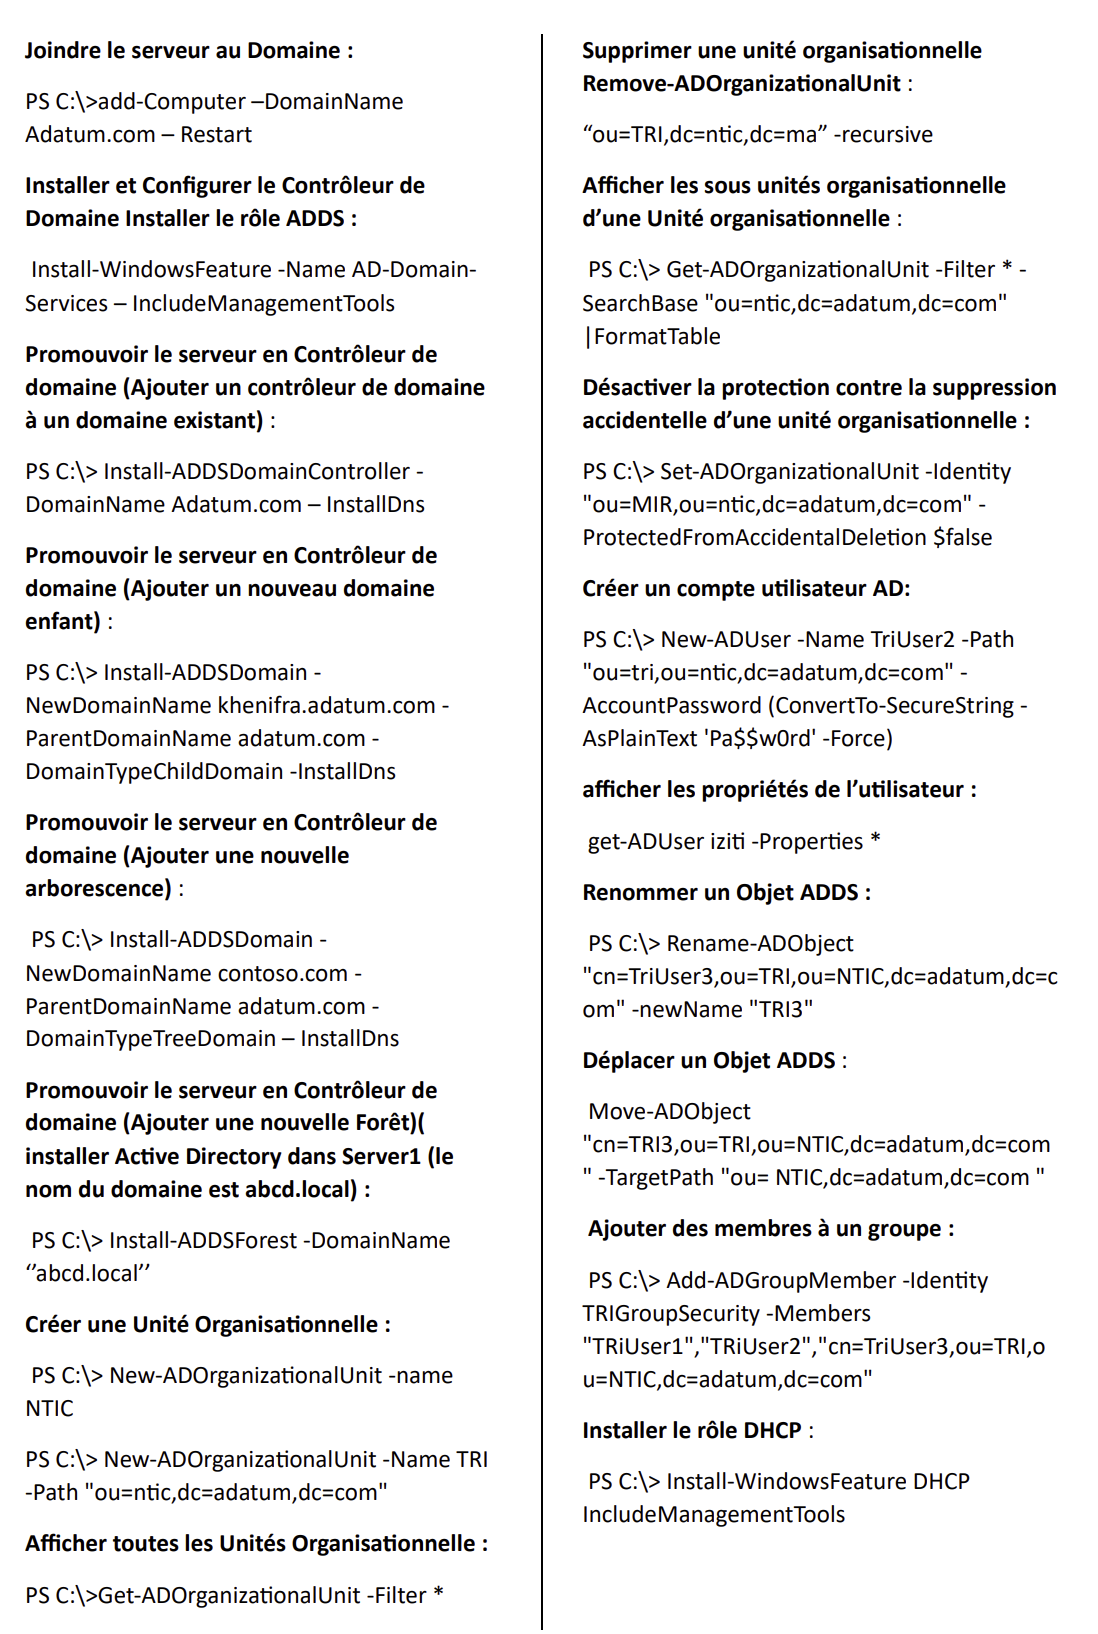 Joindre le serveur au Domaine :
PS C:\>add-Computer –DomainName
Adatum.com – Restart
Installer et Configurer le Contrôleur de
Domaine Installer le rôle ADDS :
Install-WindowsFeature -Name AD-Domain-
Services – IncludeManagementTools
Promouvoir le serveur en Contrôleur de
domaine (Ajouter un contrôleur de domaine
à un domaine existant) :
PS C:\> Install-ADDSDomainController -
DomainName Adatum.com – InstallDns
Promouvoir le serveur en Contrôleur de
domaine (Ajouter un nouveau domaine
enfant) :
PS C:\> Install-ADDSDomain -
NewDomainName khenifra.adatum.com -
ParentDomainName adatum.com -
DomainTypeChildDomain -InstallDns
Promouvoir le serveur en Contrôleur de
domaine (Ajouter une nouvelle
arborescence) :
PS C:\> Install-ADDSDomain -
NewDomainName contoso.com -
ParentDomainName adatum.com -
DomainTypeTreeDomain – InstallDns
Promouvoir le serveur en Contrôleur de
domaine (Ajouter une nouvelle Forêt)(
installer Active Directory dans Server1 (le
nom du domaine est abcd.local) :
PS C:\> Install-ADDSForest -DomainName
‘’abcd.local’’
Créer une Unité Organisationnelle :
PS C:\> New-ADOrganizationalUnit -name
NTIC
PS C:\> New-ADOrganizationalUnit -Name TRI
-Path "ou=ntic,dc=adatum,dc=com"
Afficher toutes les Unités Organisationnelle :
PS C:\>Get-ADOrganizationalUnit -Filter *
Supprimer une unité organisationnelle
Remove-ADOrganizationalUnit :
“ou=TRI,dc=ntic,dc=ma” -recursive
Afficher les sous unités organisationnelle
d’une Unité organisationnelle :
PS C:\> Get-ADOrganizationalUnit -Filter * -
SearchBase "ou=ntic,dc=adatum,dc=com"
|FormatTable
Désactiver la protection contre la suppression
accidentelle d’une unité organisationnelle :
PS C:\> Set-ADOrganizationalUnit -Identity
"ou=MIR,ou=ntic,dc=adatum,dc=com" -
ProtectedFromAccidentalDeletion $false
Créer un compte utilisateur AD:
PS C:\> New-ADUser -Name TriUser2 -Path
"ou=tri,ou=ntic,dc=adatum,dc=com" -
AccountPassword (ConvertTo-SecureString -
AsPlainText 'Pa$$w0rd' -Force)
afficher les propriétés de l’utilisateur :
get-ADUser iziti -Properties *
Renommer un Objet ADDS :
PS C:\> Rename-ADObject
"cn=TriUser3,ou=TRI,ou=NTIC,dc=adatum,dc=c
om" -newName "TRI3"
Déplacer un Objet ADDS :
Move-ADObject
"cn=TRI3,ou=TRI,ou=NTIC,dc=adatum,dc=com
" -TargetPath "ou= NTIC,dc=adatum,dc=com "
Ajouter des membres à un groupe :
PS C:\> Add-ADGroupMember -Identity
TRIGroupSecurity -Members
"TRiUser1","TRiUser2","cn=TriUser3,ou=TRI,o
u=NTIC,dc=adatum,dc=com"
Installer le rôle DHCP :
PS C:\> Install-WindowsFeature DHCP
IncludeManagementTools